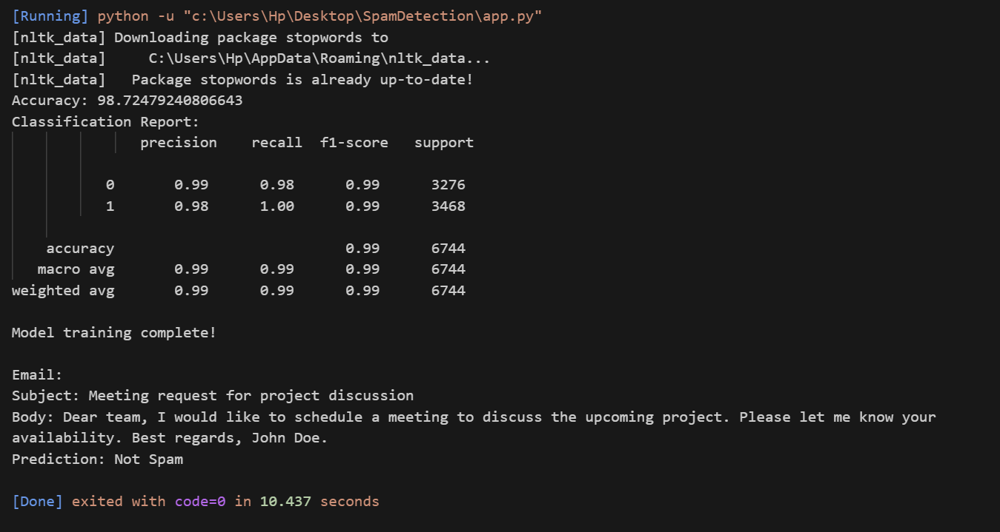 [Running] python -u "c:\Users\Hp\Desktop\SpamDetection\app.py"
[nltk_data] Downloading package stopwords to
[nltk_data]     C:\Users\Hp\AppData\Roaming\nltk_data...
[nltk_data]   Package stopwords is already up-to-date!
Accuracy: 98.72479240806643
Classification Report:
               precision    recall  f1-score   support
           0       0.99      0.98      0.99      3276
           1       0.98      1.00      0.99      3468
    accuracy                           0.99      6744
   macro avg       0.99      0.99      0.99      6744
weighted avg       0.99      0.99      0.99      6744
Model training complete!
Email:
Subject: Meeting request for project discussion
Body: Dear team, I would like to schedule a meeting to discuss the upcoming project. Please let me know your
availability. Best regards, John Doe.
Prediction: Not Spam
[Done] exited with code=0 in 10.437 seconds